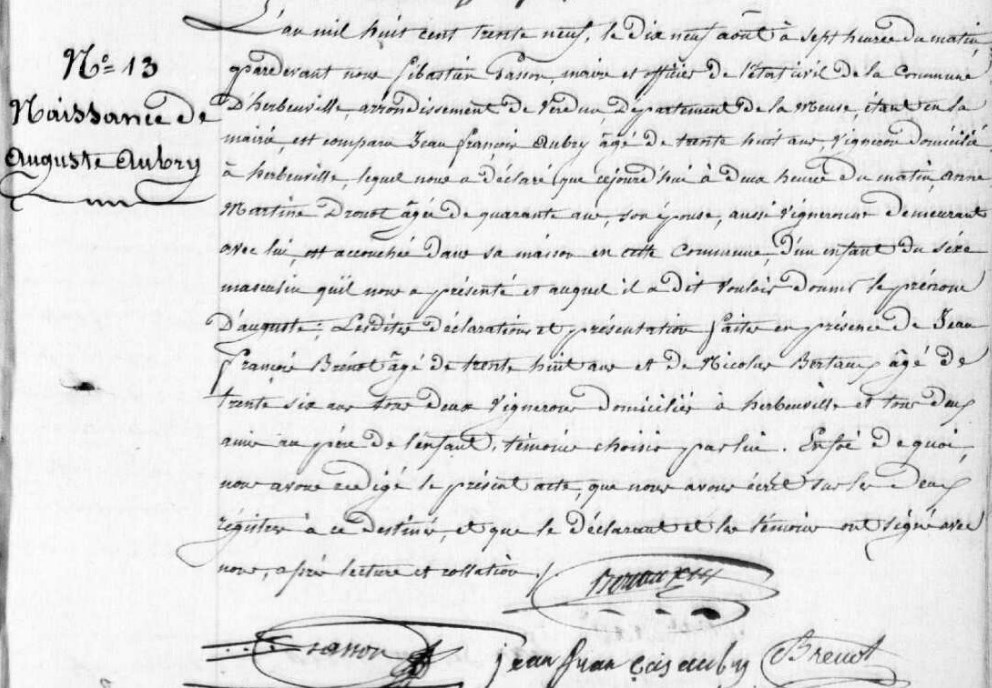 N.º 13
Naissance de
Auguste Aubry
L'an mil huit cent trente neuf, le dix neuf août à sept heures du matin,
pardevant nous Sébastien Sasson, maire et officier de l'état civil de la Commune
D'herbeuville, arrondissement de Verdun, Département de la Meuse, étant en la
mairie, est comparu Jean françois Aubry âgé de trente huit ans, Vigneron domicilié
à herbeuville, lequel nous a déclaré que cejourd'hui à deux heures du matin, Anne
Martine Drouot âgée de quarante ans, son épouse, aussi Vigneronne demeurant
avec lui, est accouchée dans sa maison en cette Commune, d'un enfant du sèxe
masculin qu'il nous a présenté et auquel il a dit vouloir donner le prénom
D'auguste; Lesdites déclaration et présentation faites en présence de Jean
françois Brénot âgé de trente huit ans et de Nicolas Bertaux âgé de
trente six ans tous deux Vignerons domiciliés à herbeuville et tous deux
amis au père de l'enfant, témoins choisis par lui. En foi de quoi,
nous avons redigé le présent acte, que nous avons écrit sur les deux
régistres à ce destinés, et que le déclarant et les témoins ont signé avec
nous, après lecture et collation ./.
Bertaux
Sasson jean françois aubry Brenot